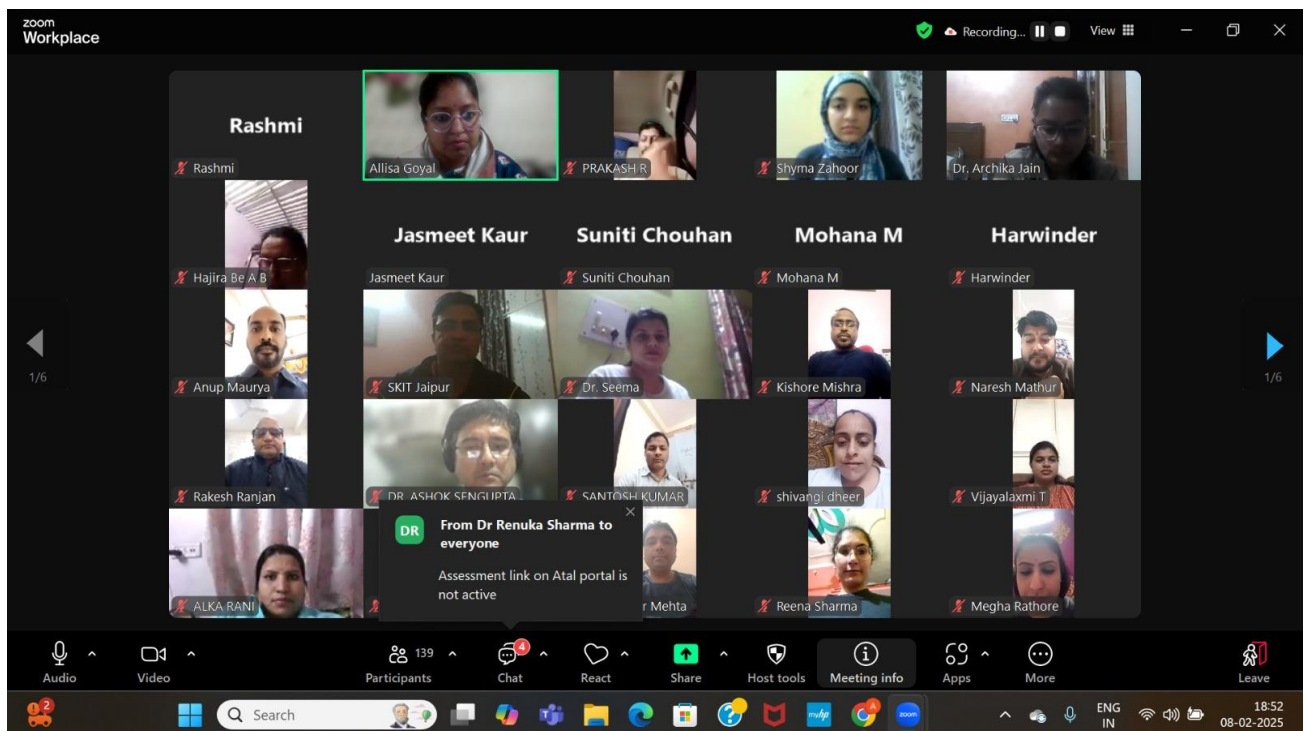 zoom
Workplace
Recording...
View
Rashmi
Rashmi
Allisa Goyal
PRAKASH R
Shyma Zahoor
Dr. Archika Jain
Hajira Be A B
Jasmeet Kaur
Jasmeet Kaur
Suniti Chouhan
Suniti Chouhan
Mohana M
Mohana M
Harwinder
Harwinder
1/6
1/6
Anup Maurya
SKIT Jaipur
Dr. Seema
Kishore Mishra
Naresh Mathur
Rakesh Ranjan
DR. ASHOK SENGUPTA
SANTOSH KUMAR
shivangi dheer
Vijayalaxmi T
DR
From Dr Renuka Sharma to
everyone
Assessment link on Atal portal is
not active
ALKA RANI
r Mehta
Reena Sharma
Megha Rathore
Audio
Video
139
Participants
4
Chat
React
Share
Host tools
Meeting info
Apps
More
Leave
2
Search
myhp
zoom
ENG
IN
18:52
08-02-2025